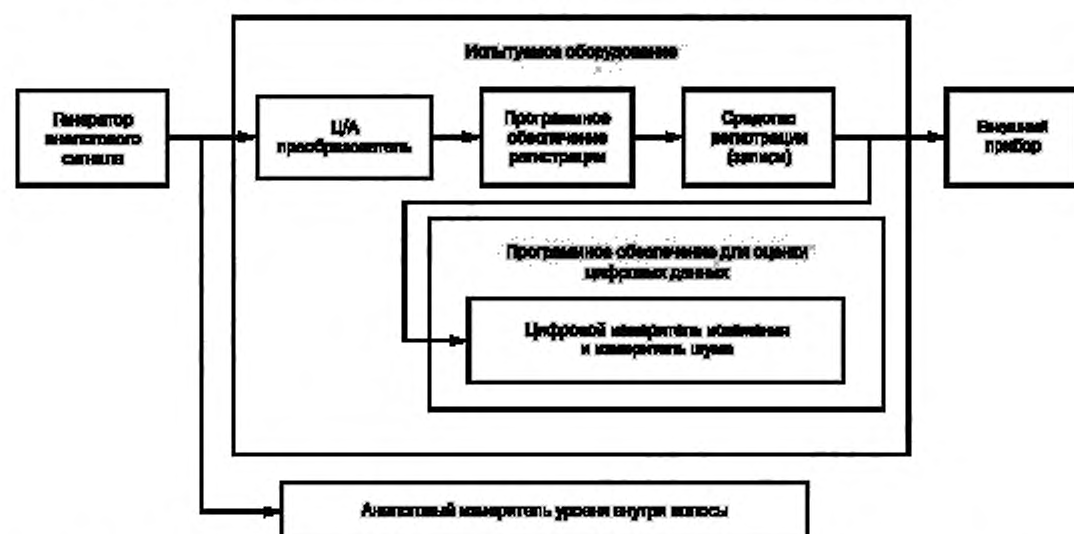 Испытуемое оборудование
Генератор
аналогового
сигнала
Ц/А
преобразователь
Программное
обеспечение
регистрации
Средство
регистрации
(записи)
Внешний
прибор
Программное обеспечение для оценки
цифровых данных
Цифровой измеритель искажения
и измеритель шума
Аналоговый измеритель уровня внутри полосы